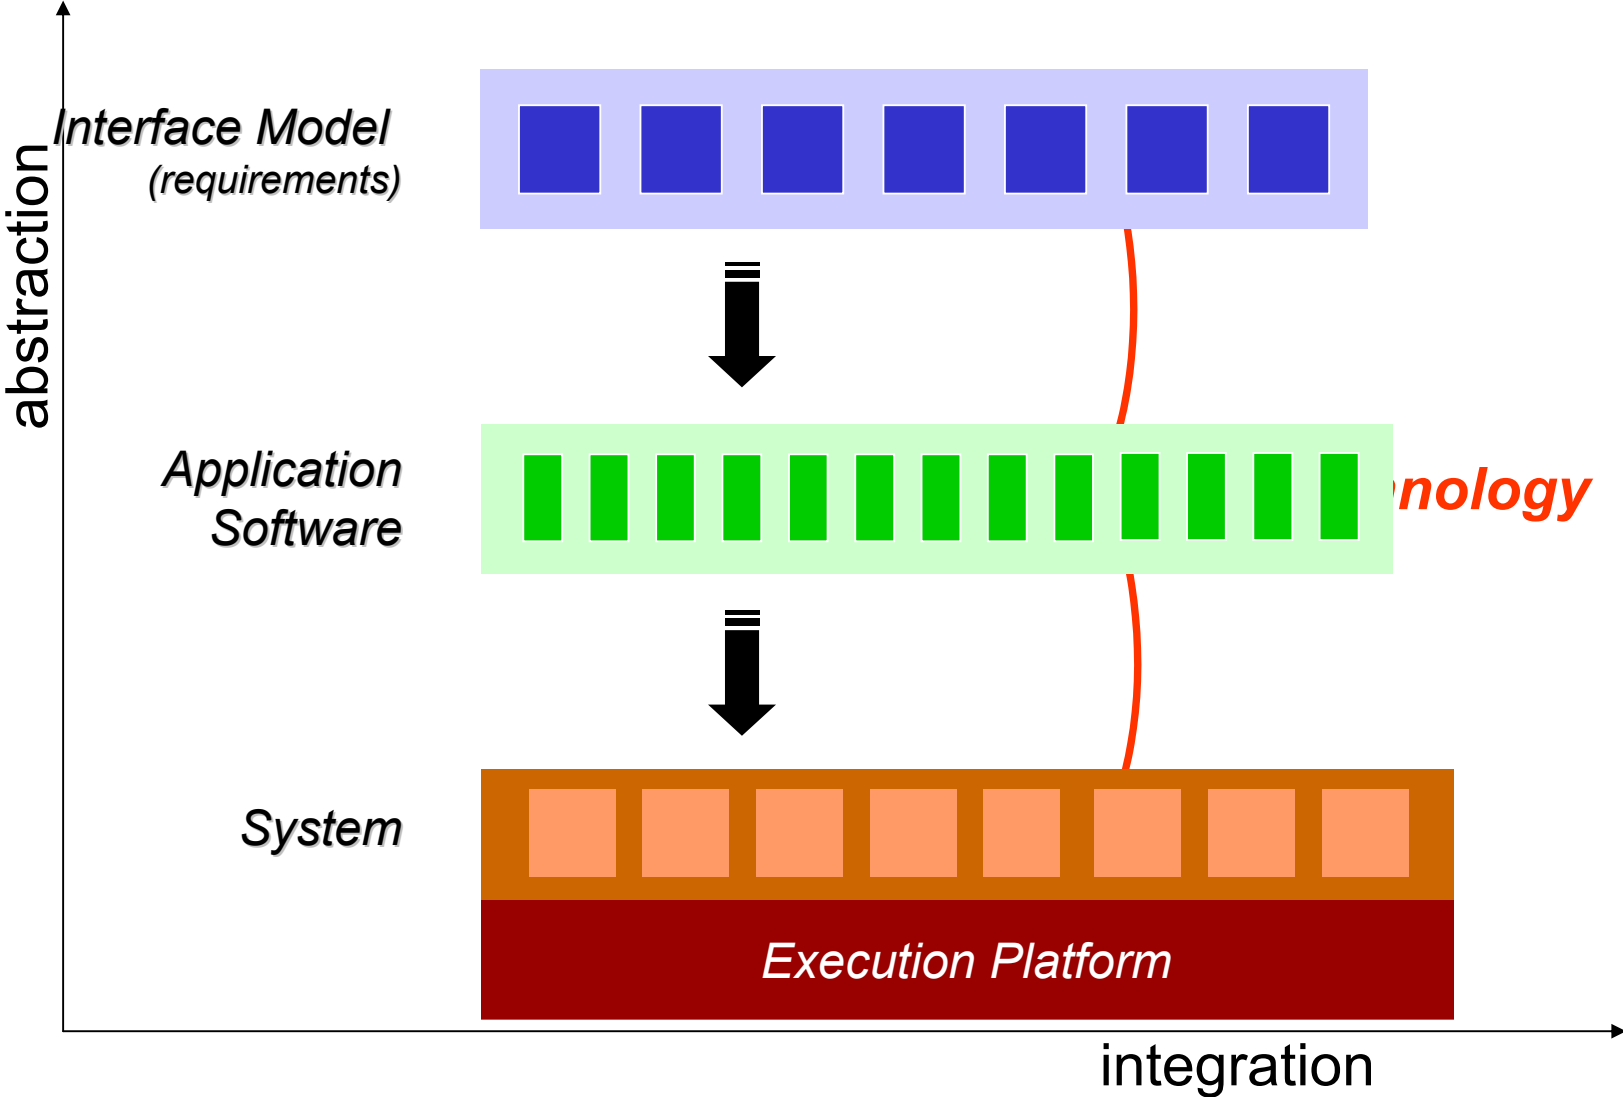 Interface Model
(requirements)
abstraction
Application
Software
nology
System
Execution Platform
integration